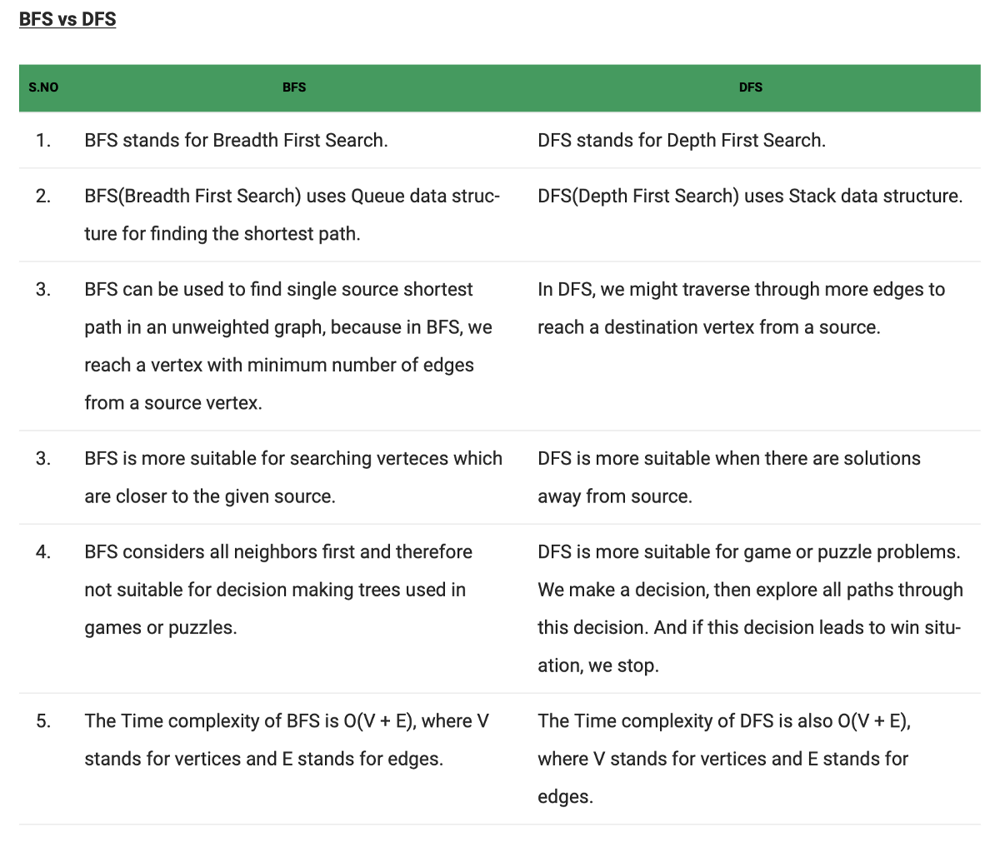 BFS vs DFS
S.NO BFS DFS
1. BFS stands for Breadth First Search. DFS stands for Depth First Search.
2. BFS(Breadth First Search) uses Queue data struc-
ture for finding the shortest path.
DFS(Depth First Search) uses Stack data structure.
3. BFS can be used to find single source shortest
path in an unweighted graph, because in BFS, we
reach a vertex with minimum number of edges
from a source vertex.
In DFS, we might traverse through more edges to
reach a destination vertex from a source.
3. BFS is more suitable for searching verteces which
are closer to the given source.
DFS is more suitable when there are solutions
away from source.
4. BFS considers all neighbors first and therefore
not suitable for decision making trees used in
games or puzzles.
DFS is more suitable for game or puzzle problems.
We make a decision, then explore all paths through
this decision. And if this decision leads to win situ-
ation, we stop.
5. The Time complexity of BFS is O(V + E), where V
stands for vertices and E stands for edges.
The Time complexity of DFS is also O(V + E),
where V stands for vertices and E stands for
edges.